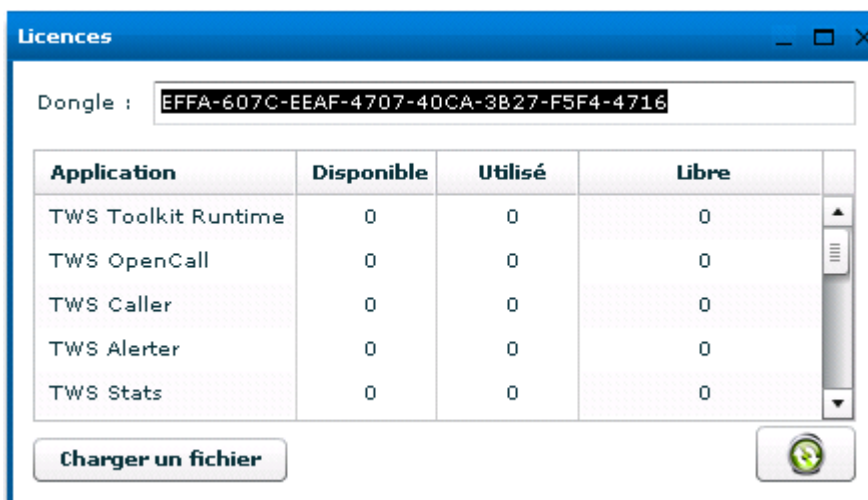 Licences
Dongle : EFFA-607C-EEAF-4707-40CA-3B27-F5F4-4716
Application Disponible Utilisé Libre
TWS Toolkit Runtime 0 0 0
TWS OpenCall 0 0 0
TWS Caller 0 0 0
TWS Alerter 0 0 0
TWS Stats 0 0 0
Charger un fichier